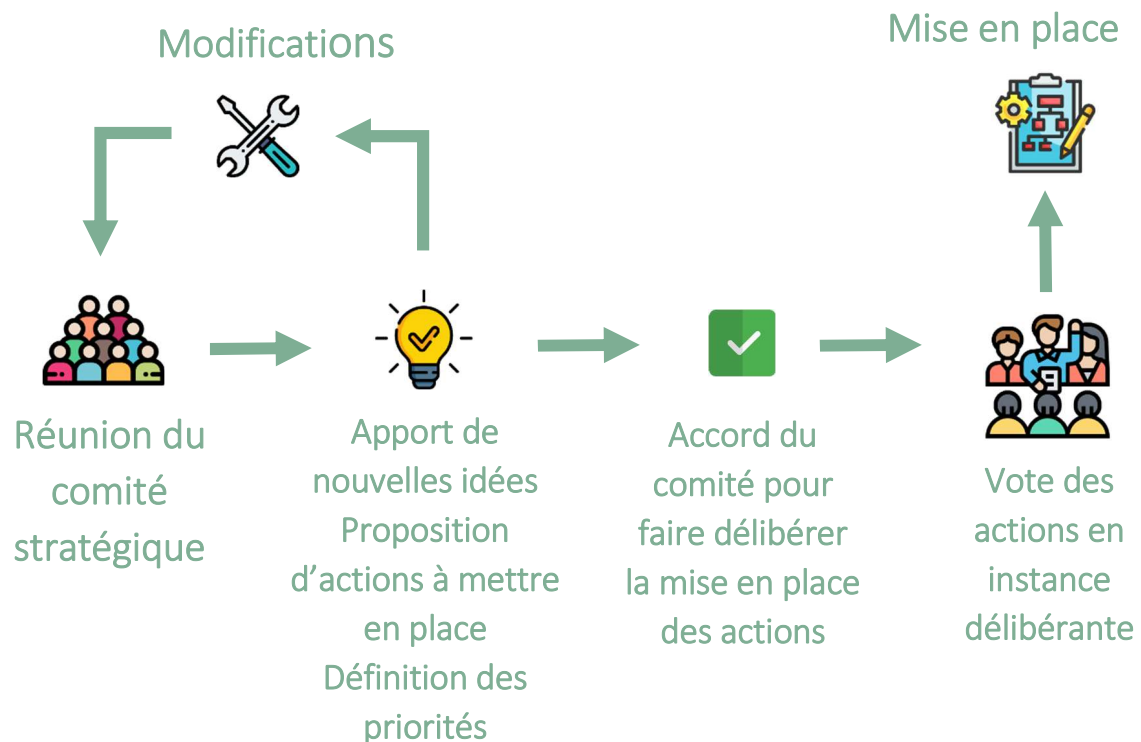 Modifications
Mise en place
Réunion du
comité
stratégique
Apport de
nouvelles idées
Proposition
d’actions à mettre
en place
Définition des
priorités
Accord du
comité pour
faire délibérer
la mise en place
des actions
Vote des
actions en
instance
délibérante